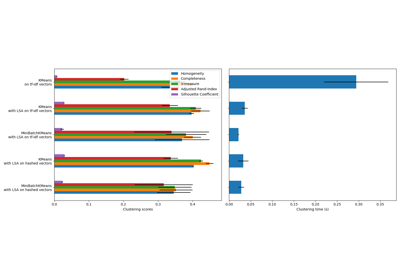 Homogeneity
Completeness
V-measure
Adjusted Rand-Index
Silhouette Coefficient
KMeans
on tf-idf vectors
KMeans
with LSA on tf-idf vectors
MiniBatchKMeans
with LSA on tf-idf vectors
KMeans
with LSA on hashed vectors
MiniBatchKMeans
with LSA on hashed vectors
0.0 0.1 0.2 0.3 0.4
Clustering scores
0.00 0.05 0.10 0.15 0.20 0.25 0.30 0.35
Clustering time (s)